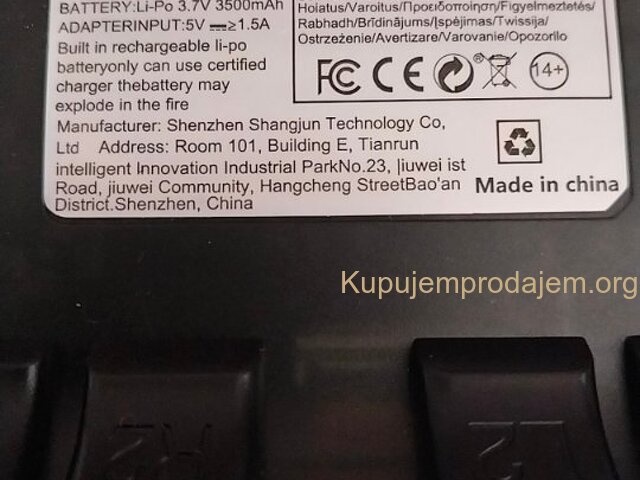 BATTERY:Li-Po 3.7V 3500mAh
ADAPTERINPUT:5V ⎓≥1.5A
Built in rechargeable li-po
batteryonly can use certified
charger thebattery may
explode in the fire
Hoiatus/Varoitus/Προειδοποίηση/Figyelmeztetés/
Rabhadh/Brīdinājums/Įspėjimas/Twissija/
Ostrzeżenie/Avertizare/Varovanie/Opozorilo
FC CE ® 14+
Manufacturer: Shenzhen Shangjun Technology Co,
Ltd Address: Room 101, Building E, Tianrun
intelligent Innovation Industrial ParkNo.23, |iuwei ist
Road, jiuwei Community, Hangcheng StreetBao'an
District.Shenzhen, China
Made in china
Kupujemprodajem.org
R2
L2